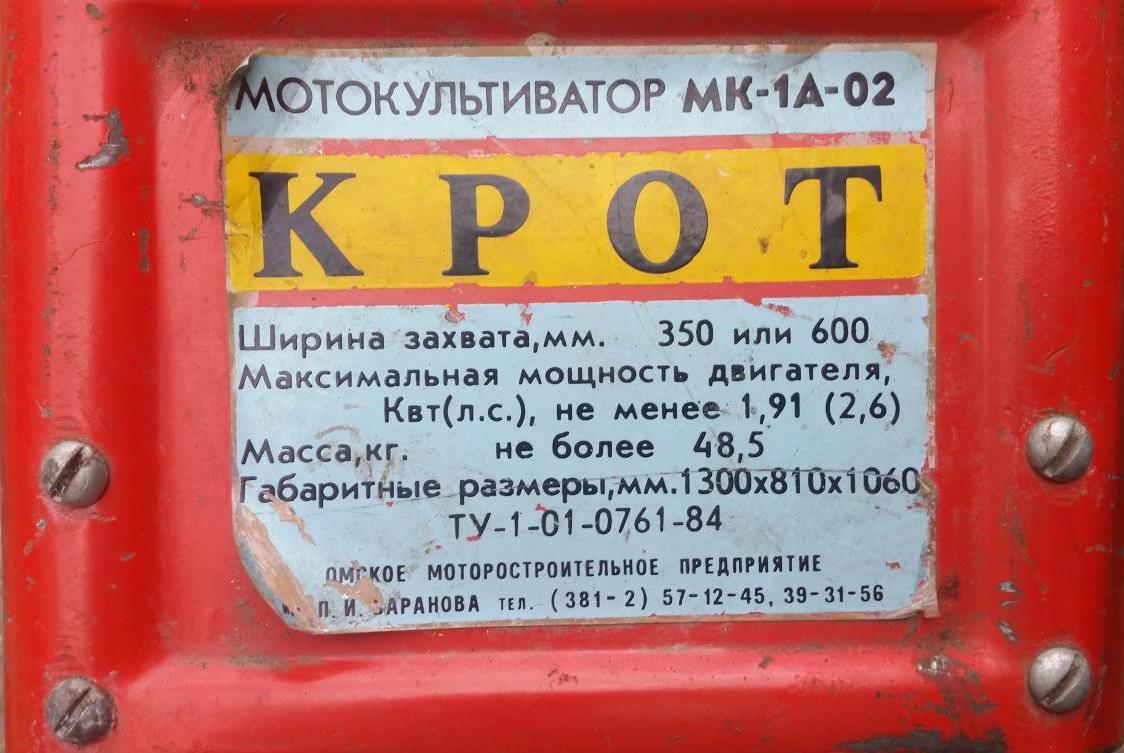 МОТОКУЛЬТИВАТОР МК-1А-02
КРОТ
Ширина захвата,мм. 350 или 600
Максимальная мощность двигателя,
Квт(л.с.), не менее 1,91 (2,6)
Масса,кг. не более 48,5
Габаритные размеры,мм.1300х810х1060
ТУ-1-01-0761-84
ОМСКОЕ МОТОРОСТРОИТЕЛЬНОЕ ПРЕДПРИЯТИЕ
П. И. БАРАНОВА ТЕЛ. (381-2) 57-12-45, 39-31-56